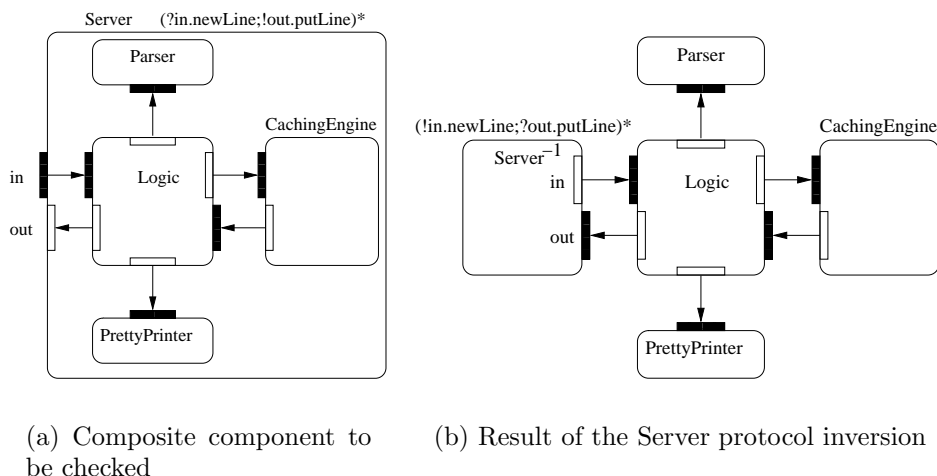 Server (?in.newLine;!out.putLine)*
Parser
CachingEngine
in
Logic
out
PrettyPrinter
(a) Composite component to
be checked
Parser
(!in.newLine;?out.putLine)*
CachingEngine
Server-1
in
Logic
out
PrettyPrinter
(b) Result of the Server protocol inversion